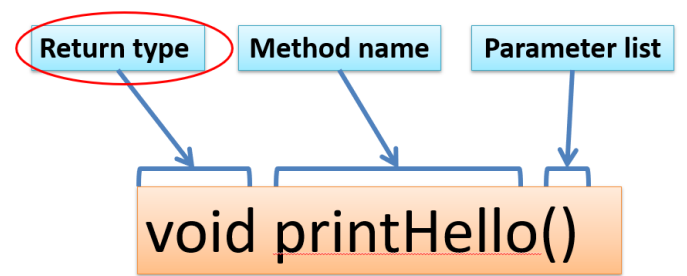 Return type Method name Parameter list
void printHello()